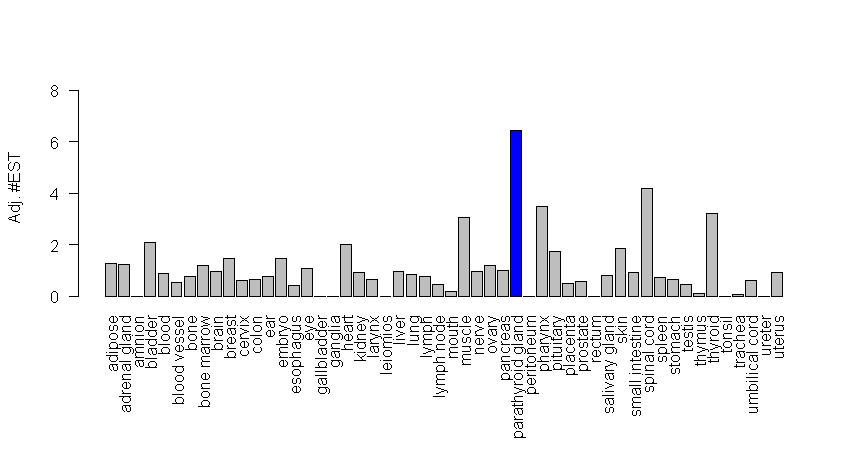 8
6
4
2
0
Adj. #EST
adipose
adrenal gland
amnion
bladder
blood
blood vessel
bone
bone marrow
brain
breast
cervix
colon
ear
embryo
esophagus
eye
gallbladder
ganglia
heart
kidney
larynx
leiomios
liver
lung
lymph
lymph node
mouth
muscle
nerve
ovary
pancreas
parathyroid gland
peritoneum
pharynx
pituitary
placenta
prostate
rectum
salivary gland
skin
small intestine
spinal cord
spleen
stomach
testis
thymus
thyroid
tonsil
trachea
umbilical cord
ureter
uterus